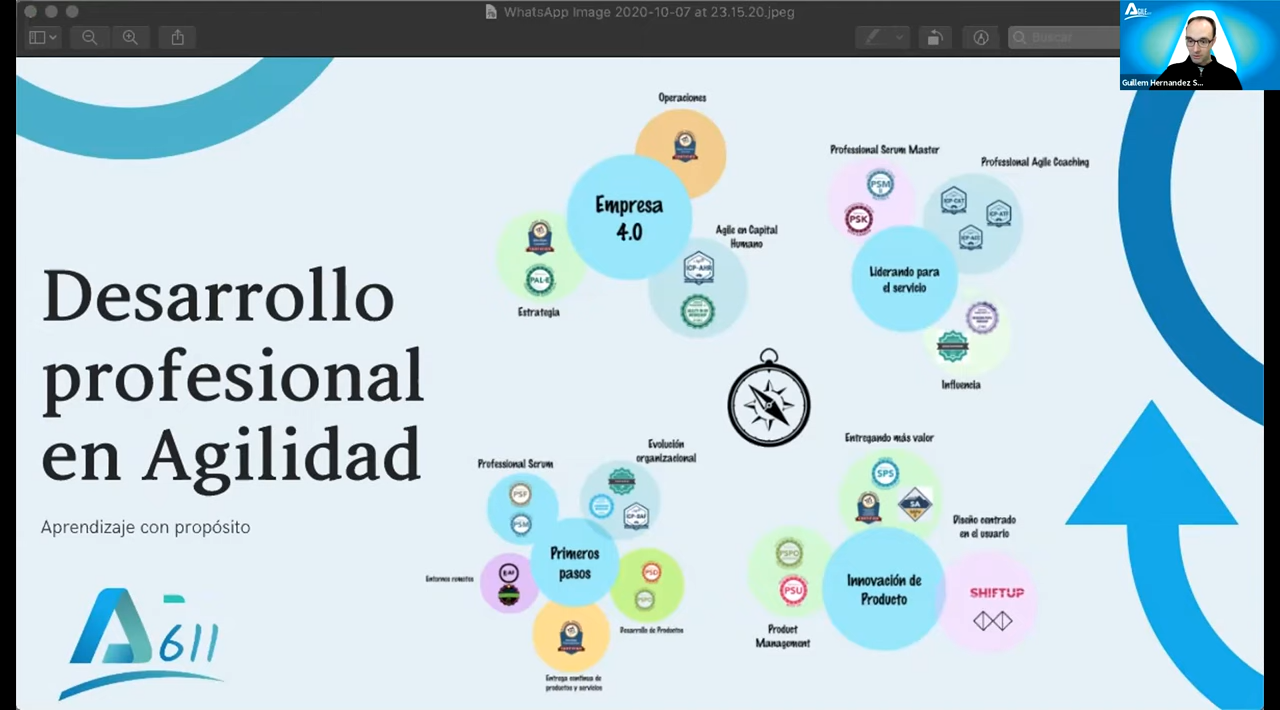 WhatsApp Image 2020-10-07 at 23.15.20.jpeg
Buscar
AGILE
Guillem Hernandez S...
Desarrollo
profesional
en Agilidad
Aprendizaje con propósito
A611
Operaciones
Empresa
4.0
Agile en Capital
Humano
ICP-AHR
PAL-E
Estrategia
Professional Scrum Master
Professional Agile Coaching
PSM
PSK
ICP-CAT
ICP-ATF
ICP-ACC
Liderando para
el servicio
Influencia
Evolución
organizacional
Professional Scrum
PSF
PSM
ICP-BAF
Primeros
pasos
Entornos remotos
PSD
PSPO
Desarrollo de Productos
Entrega continua de
productos y servicios
Entregando más valor
SPS
SA
Diseño centrado
en el usuario
PSPO
PSU
Innovación de
Producto
SHIFTUP
Product
Management